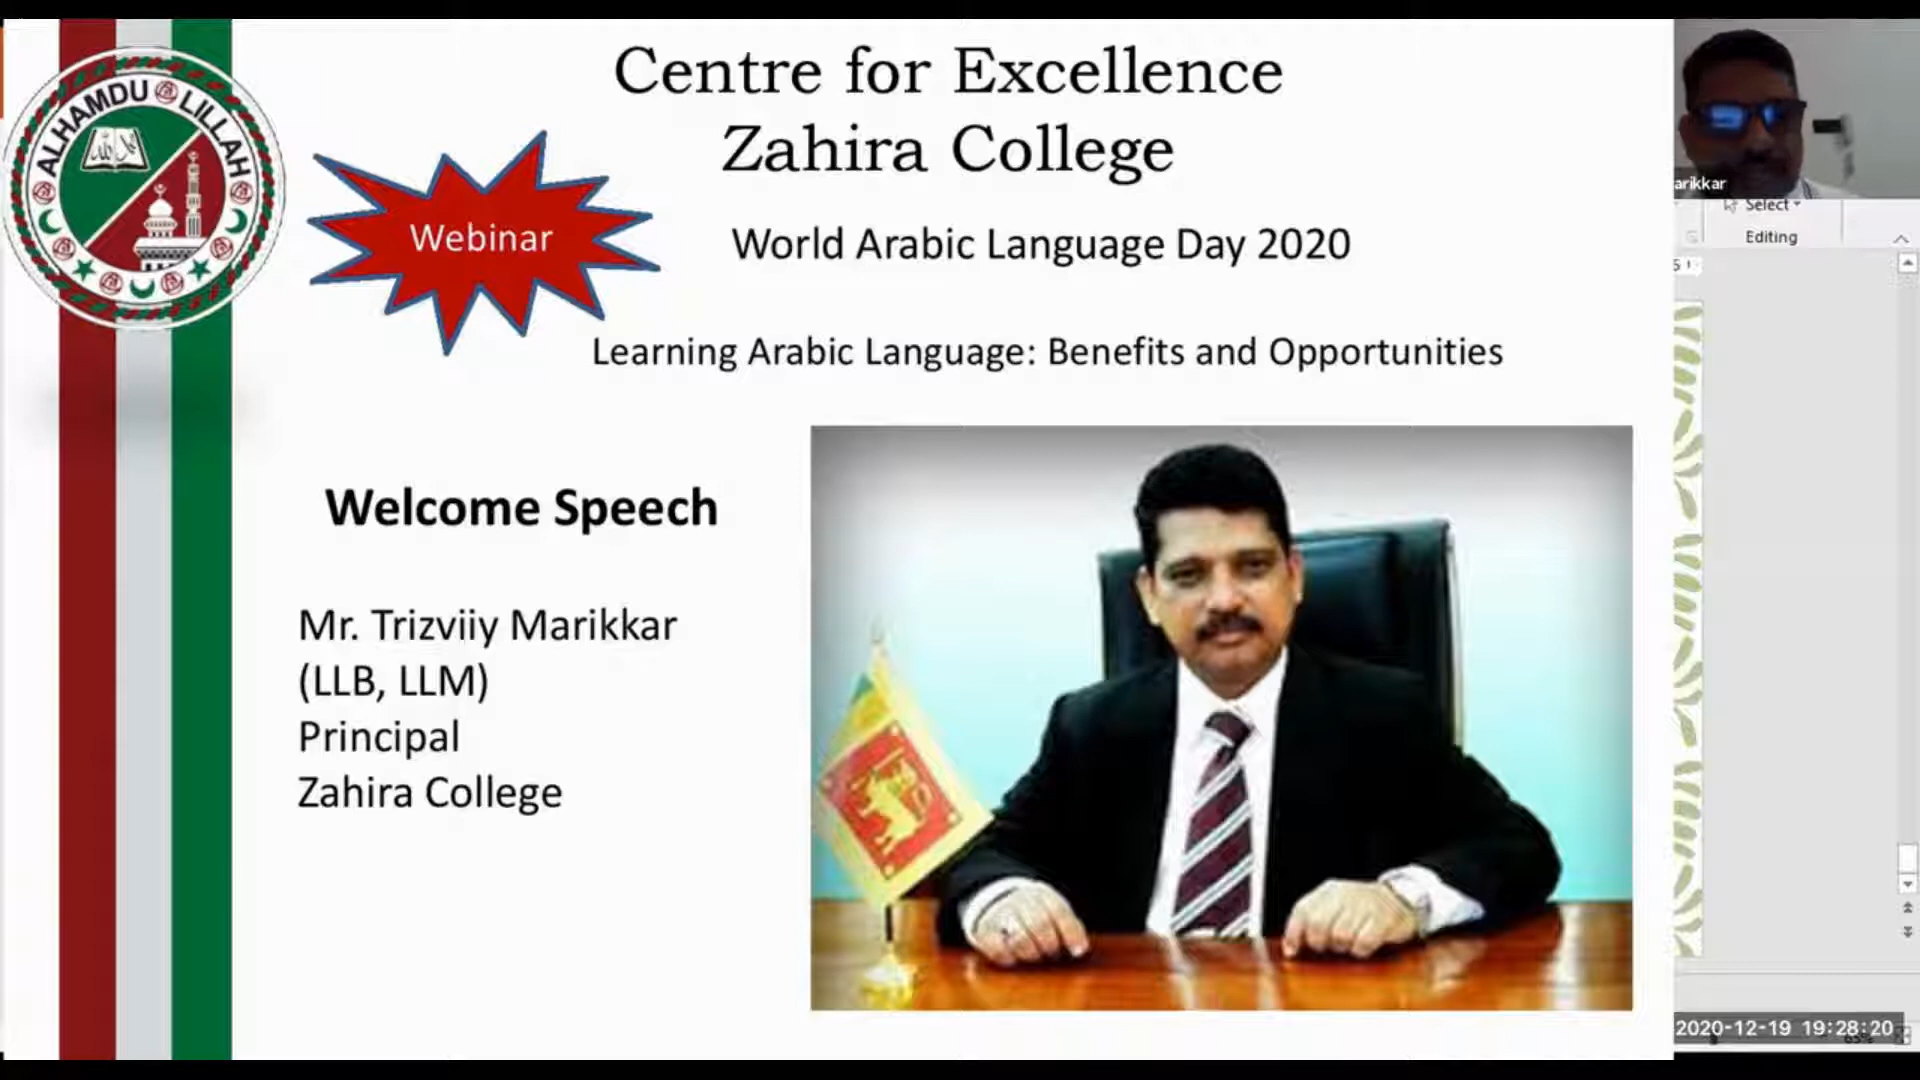 Centre for Excellence
Zahira College
ALHAMDU LILLAH
Webinar
World Arabic Language Day 2020
Learning Arabic Language: Benefits and Opportunities
Welcome Speech
Mr. Trizviiy Marikkar
(LLB, LLM)
Principal
Zahira College
arikkar
Select
Editing
5
2020-12-19 19:28:20